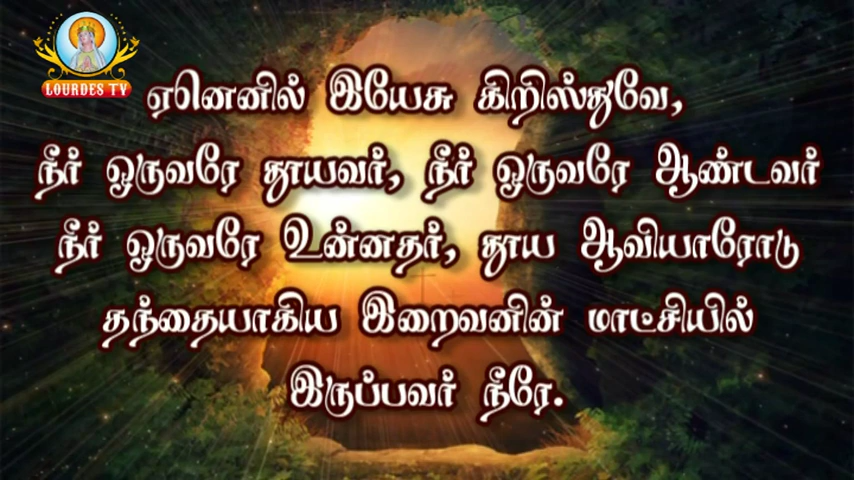 LOURDES TV
ஏனெனில் இயேசு கிறிஸ்துவே,
நீர் ஒருவரே தூயவர், நீர் ஒருவரே ஆண்டவர்
நீர் ஒருவரே உன்னதர், தூய ஆவியாரோடு
தந்தையாகிய இறைவனின் மாட்சியில்
இருப்பவர் நீரே.